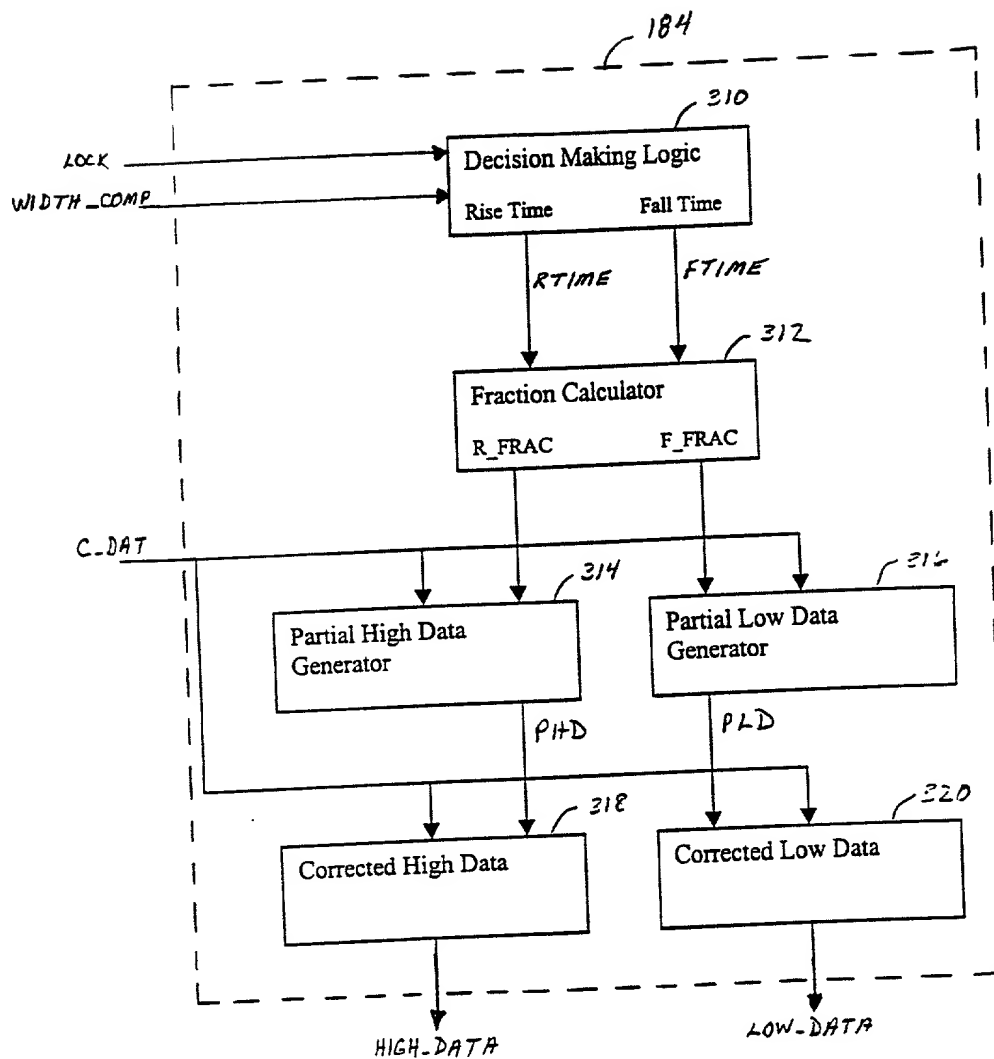 184
310
LOCK
Decision Making Logic
WIDTH_COMP
Rise Time Fall Time
RTIME FTIME
312
Fraction Calculator
R_FRAC F_FRAC
C_DAT
314 316
Partial High Data
Generator
Partial Low Data
Generator
PHD PLD
318 320
Corrected High Data
Corrected Low Data
HIGH_DATA LOW_DATA